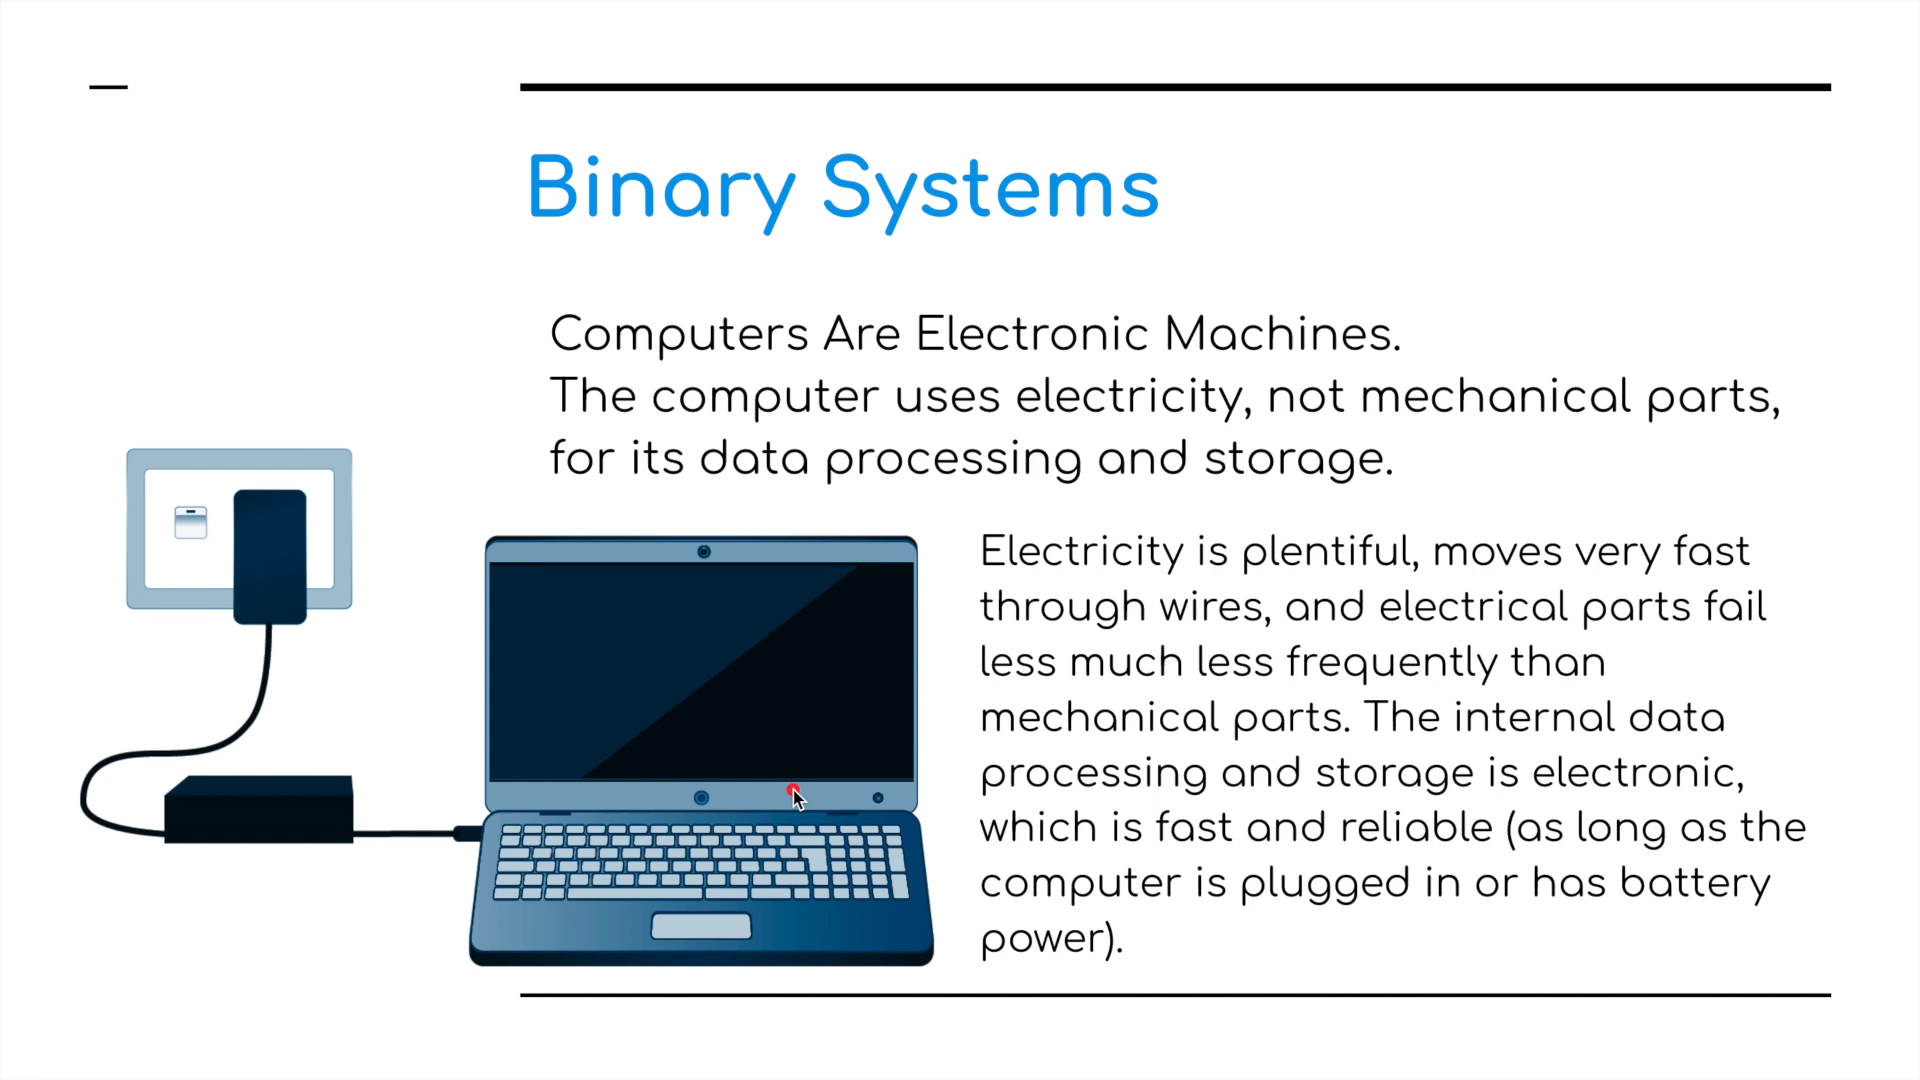 Binary Systems
Computers Are Electronic Machines.
The computer uses electricity, not mechanical parts,
for its data processing and storage.
Electricity is plentiful, moves very fast
through wires, and electrical parts fail
less much less frequently than
mechanical parts. The internal data
processing and storage is electronic,
which is fast and reliable (as long as the
computer is plugged in or has battery
power).